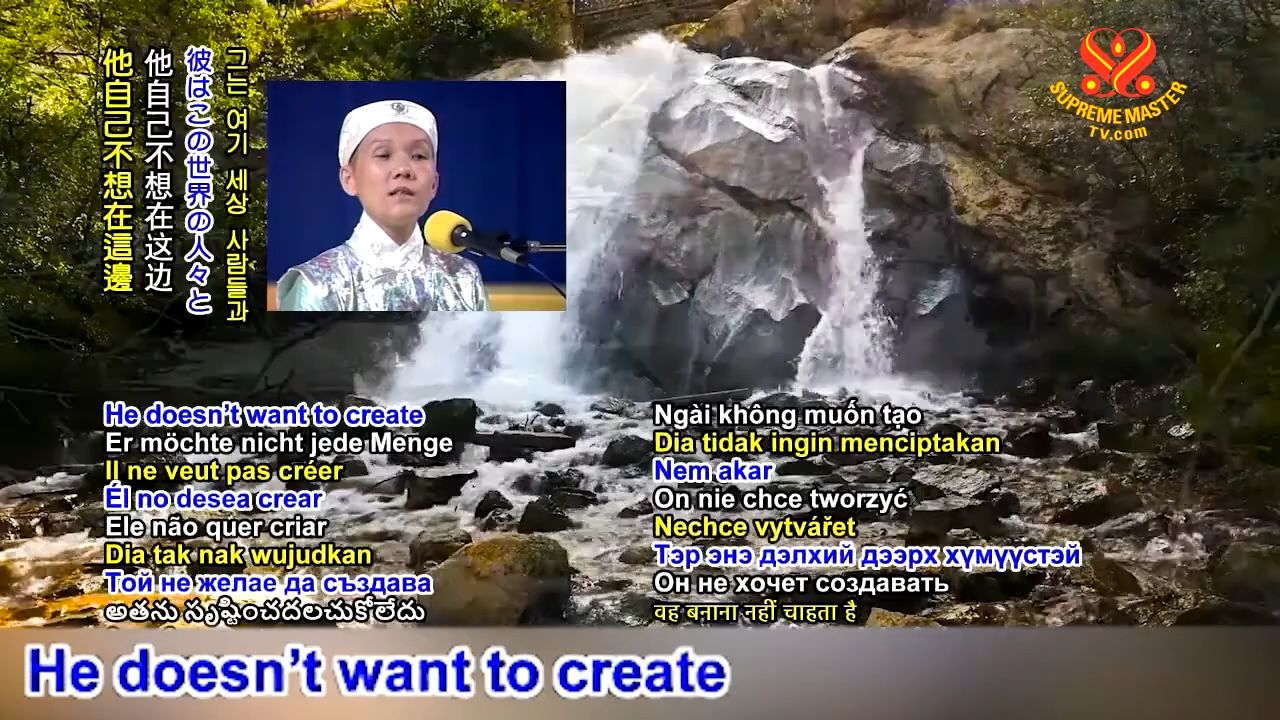 그는 여기 세상 사람들과
彼はこの世界の人々と
他自己不想在这边
他自己不想在這邊
SUPREME MASTER
TV.com
He doesn't want to create
Er möchte nicht jede Menge
Il ne veut pas créer
Él no desea crear
Ele não quer criar
Dia tak nak wujudkan
Той не желае да създава
అతను సృష్టించదలచుకోలేదు
Ngài không muốn tạo
Dia tidak ingin menciptakan
Nem akar
On nie chce tworzyć
Nechce vytvářet
Тэр энэ дэлхий дээрх хүмүүстэй
Он не хочет создавать
वह बनाना नहीं चाहता है
He doesn't want to create